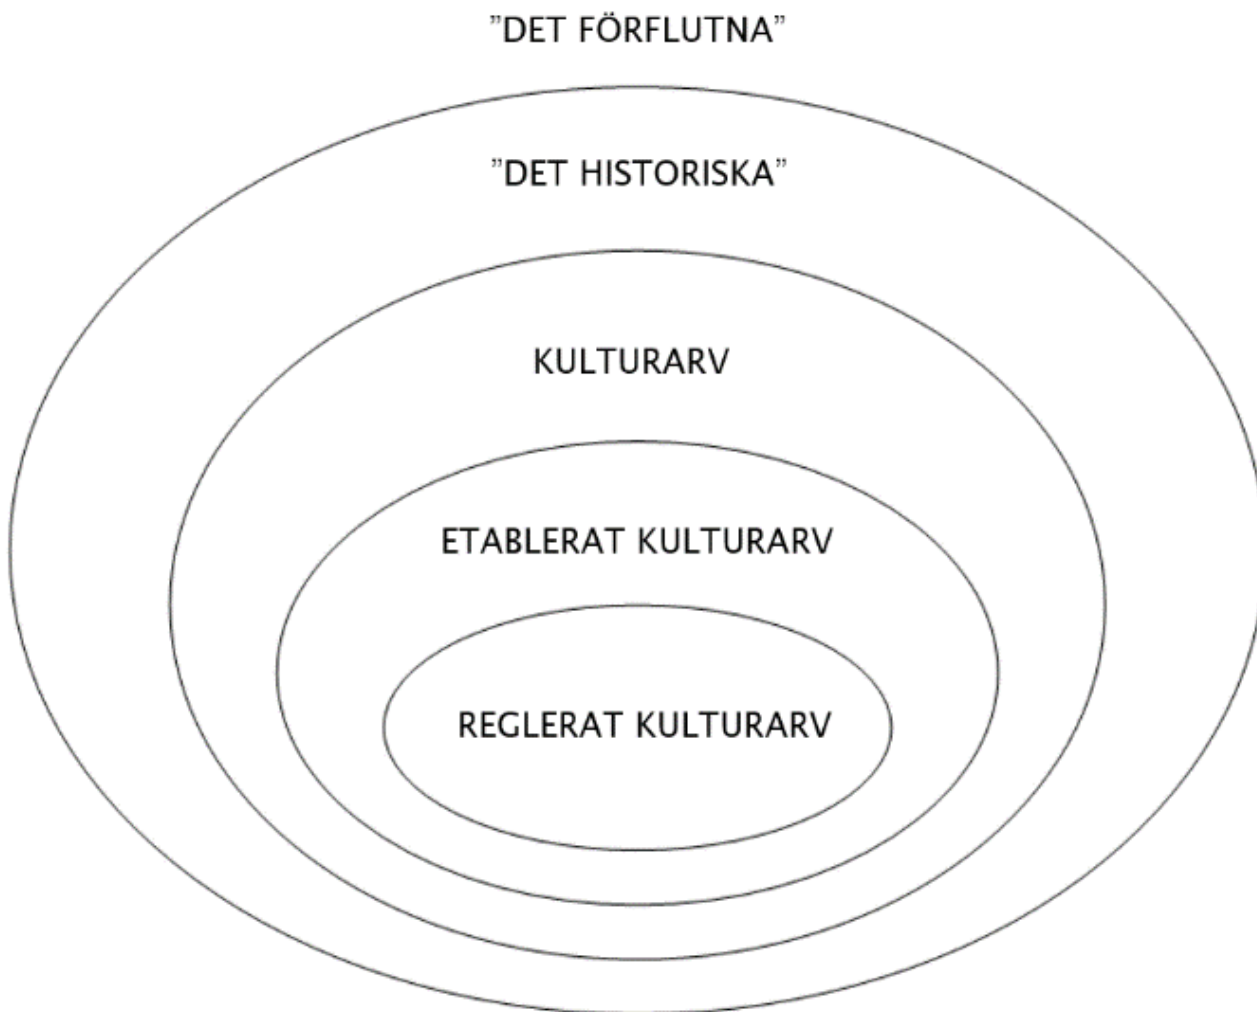 ”DET FÖRFLUTNA”
”DET HISTORISKA”
KULTURARV
ETABLERAT KULTURARV
REGLERAT KULTURARV